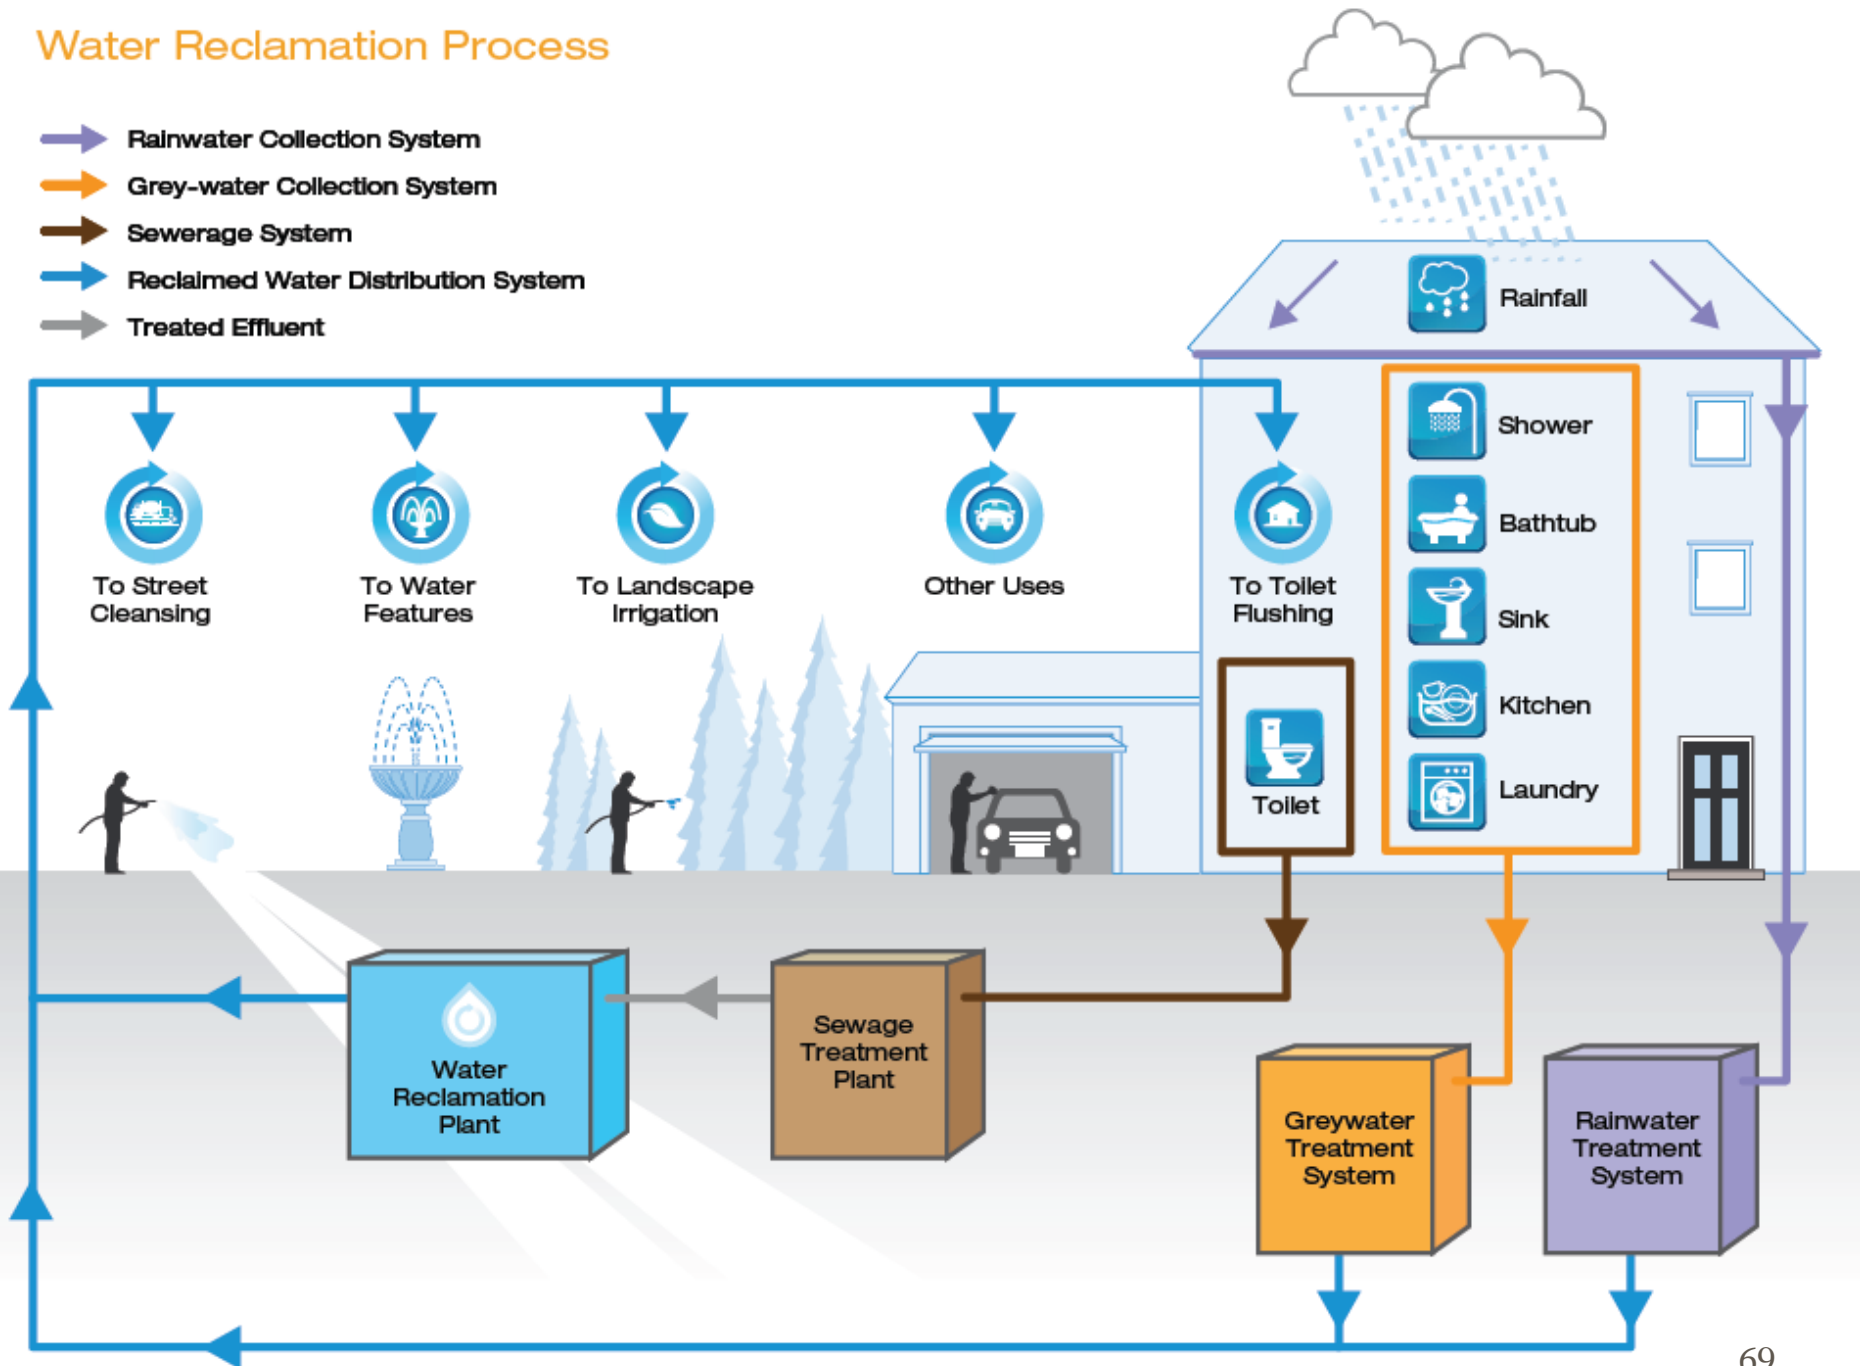 Water Reclamation Process
Rainwater Collection System
Grey-water Collection System
Sewerage System
Reclaimed Water Distribution System
Treated Effluent
Rainfall
Shower
Bathtub
Sink
Kitchen
Laundry
To Street
Cleansing
To Water
Features
To Landscape
Irrigation
Other Uses
To Toilet
Flushing
Toilet
Water
Reclamation
Plant
Sewage
Treatment
Plant
Greywater
Treatment
System
Rainwater
Treatment
System
69